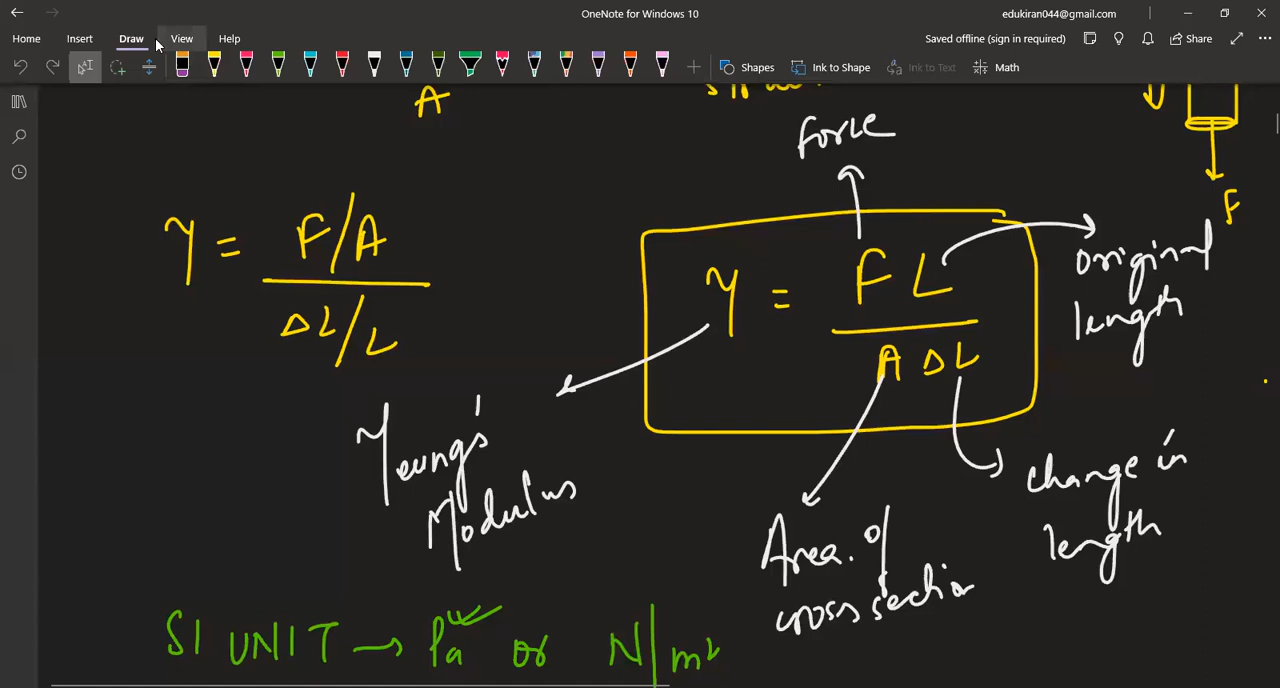 OneNote for Windows 10
edukiran044@gmail.com
Home Insert Draw View Help
Saved offline (sign in required)
Share
Shapes Ink to Shape Ink to Text Math
A
Force
F
Y = F/A
ΔL/L
Y = F L
A ΔL
original
length
Young's
Modulus
change in
length
Area of
cross section
SI UNIT → Pa or N/m²